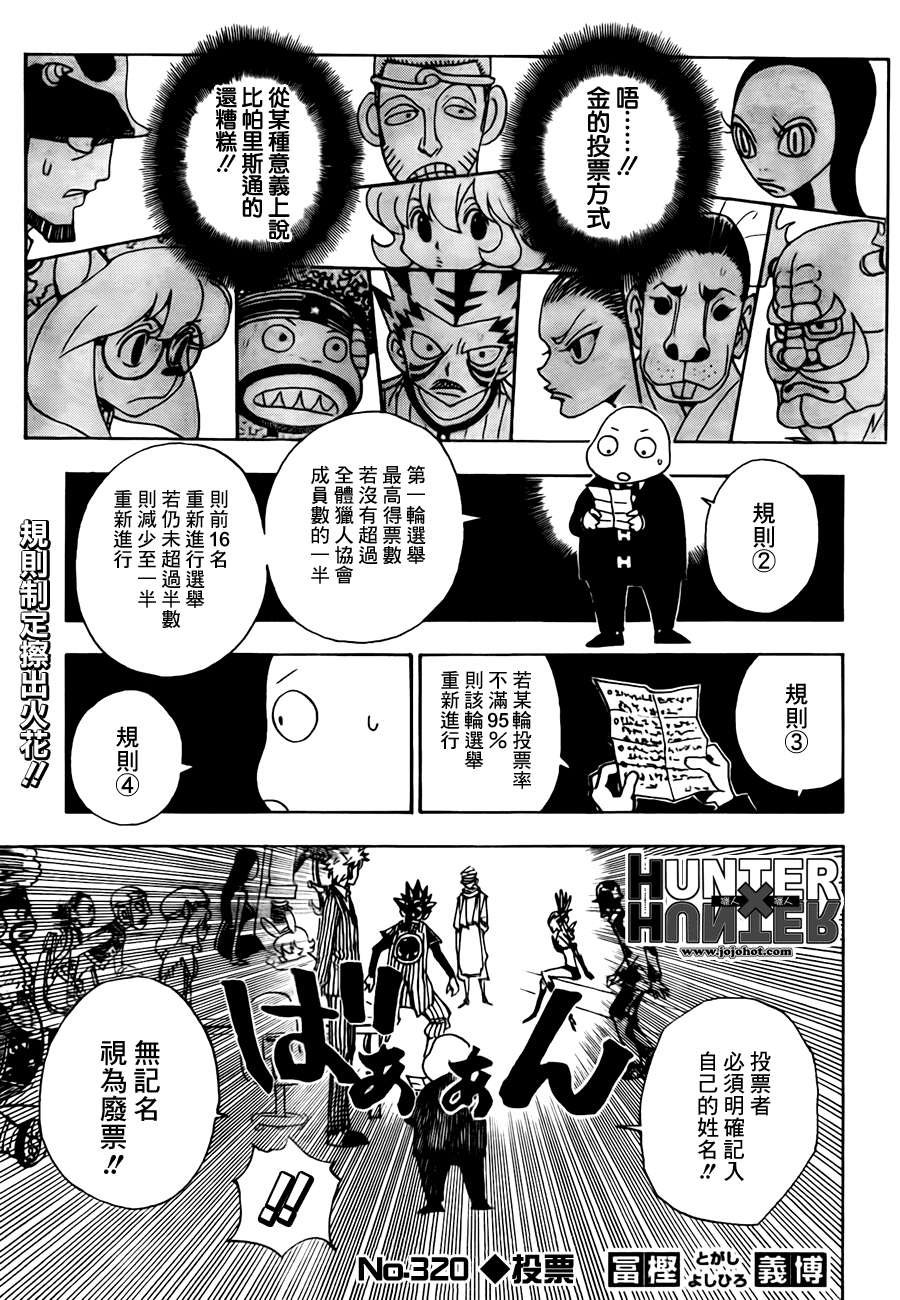 唔……!!
金的投票方式
從某種意義上說
比帕里斯通的
還糟糕!!
規則②
第一輪選舉
最高得票數
若沒有超過
全體獵人協會
成員數的一半
則前16名
重新進行選舉
若仍未超過半數
則減少至一半
重新進行
規則制定擦出火花!!
規則③
若某輪投票率
不滿95%
則該輪選舉
重新進行
規則④
HUNTER
獵人×獵人
HUNTER
www.jojohot.com
投票者
必須明確記入
自己的姓名!!
ばりぁあん
無記名
視為廢票!!
!!
No.320 ◆投票
冨樫義博
とがし
よしひろ